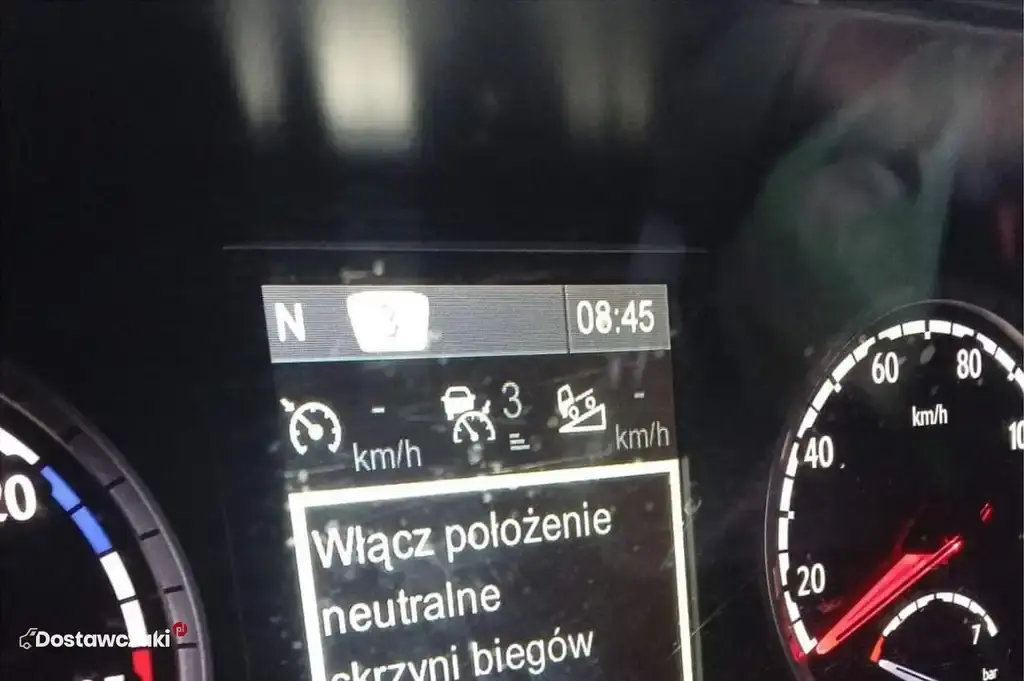 N
08:45
3
km/h
km/h
Włącz położenie
neutralne
skrzyni biegów
20
20
40
60
80
km/h
7
bar
Dostawczaki.pl